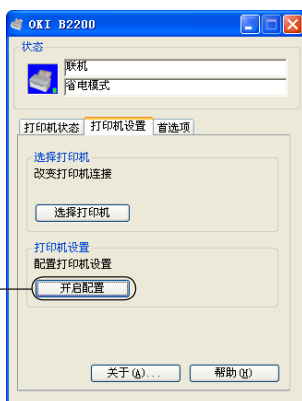 OKI B2200
状态
联机
省电模式
打印机状态 打印机设置 首选项
选择打印机
改变打印机连接
选择打印机
打印机设置
配置打印机设置
开启配置
关于(A)... 帮助(H)